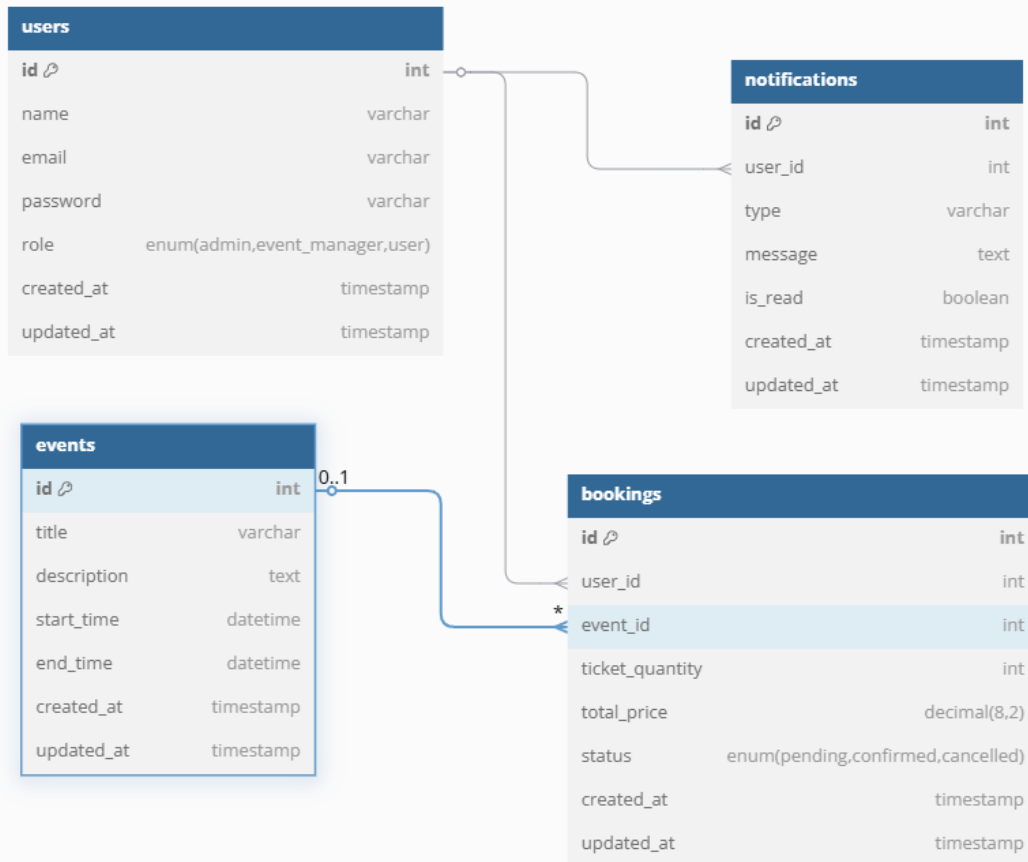 users
id int
name varchar
email varchar
password varchar
role enum(admin,event_manager,user)
created_at timestamp
updated_at timestamp
notifications
id int
user_id int
type varchar
message text
is_read boolean
created_at timestamp
updated_at timestamp
events
id int
title varchar
description text
start_time datetime
end_time datetime
created_at timestamp
updated_at timestamp
0..1
*
bookings
id int
user_id int
event_id int
ticket_quantity int
total_price decimal(8,2)
status enum(pending,confirmed,cancelled)
created_at timestamp
updated_at timestamp